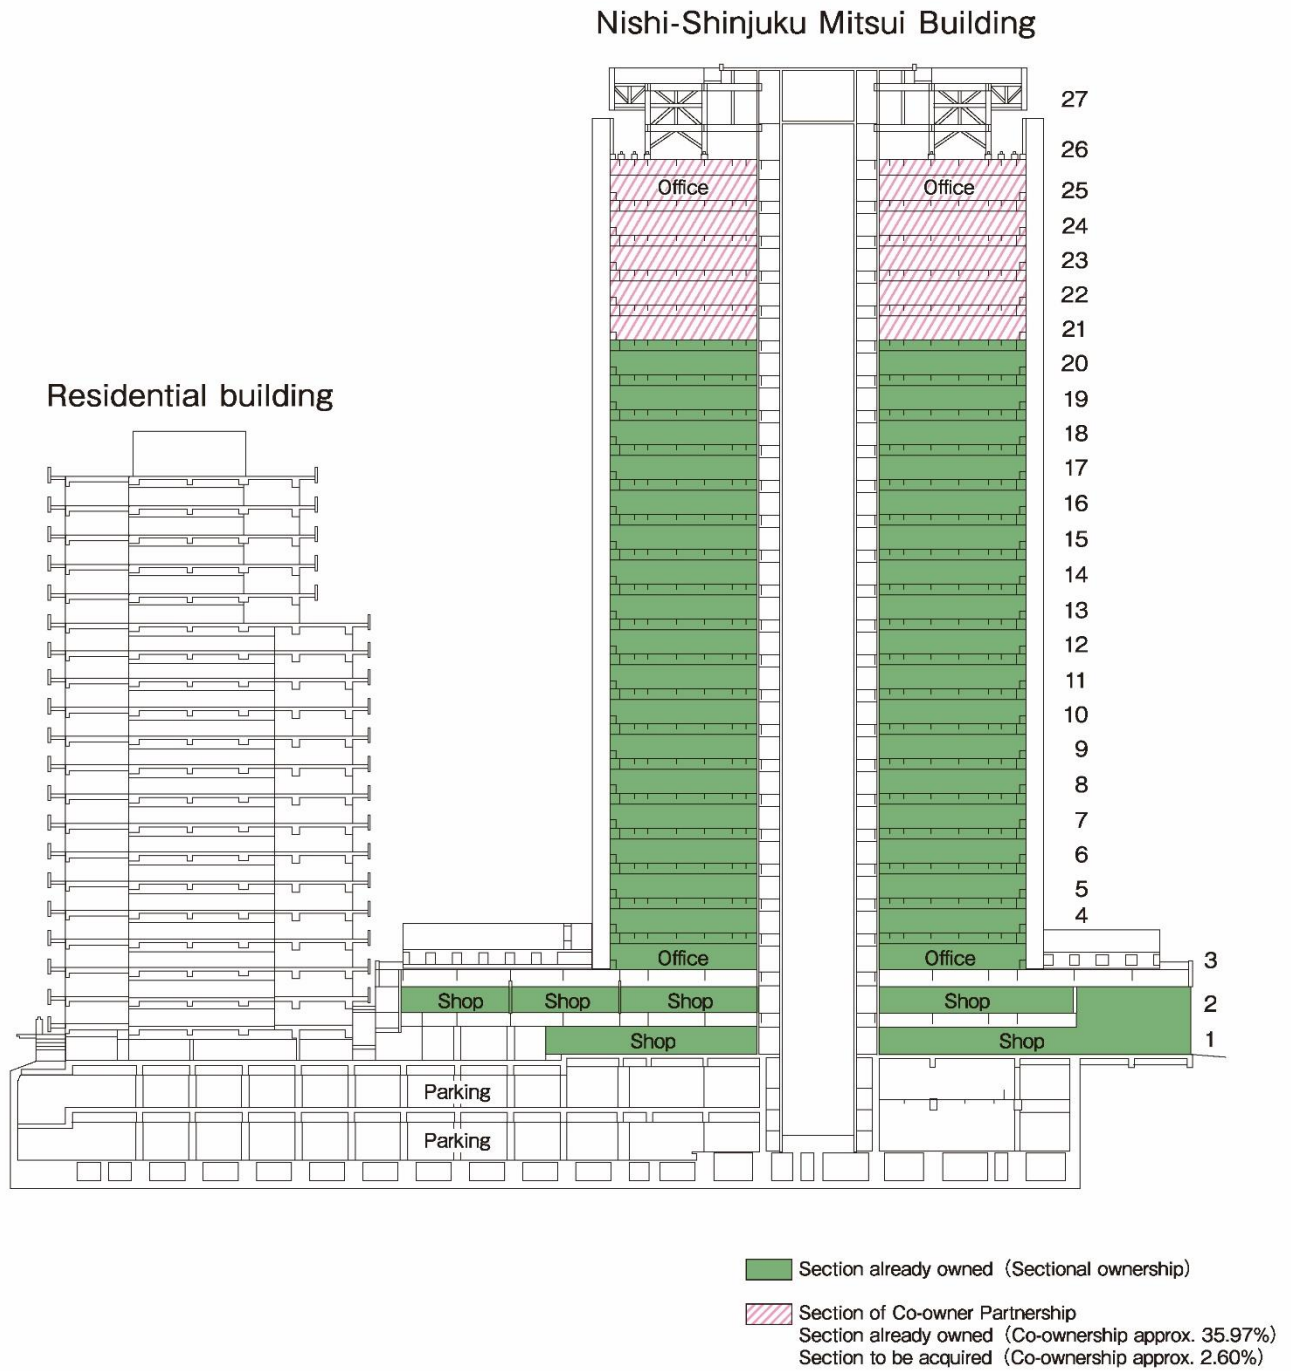 Nishi-Shinjuku Mitsui Building
27
26
Office Office 25
24
23
22
21
20
Residential building
19
18
17
16
15
14
13
12
11
10
9
8
7
6
5
4
Office Office 3
Shop Shop Shop Shop 2
Shop Shop 1
Parking
Parking
Section already owned (Sectional ownership)
Section of Co-owner Partnership
Section already owned (Co-ownership approx. 35.97%)
Section to be acquired (Co-ownership approx. 2.60%)